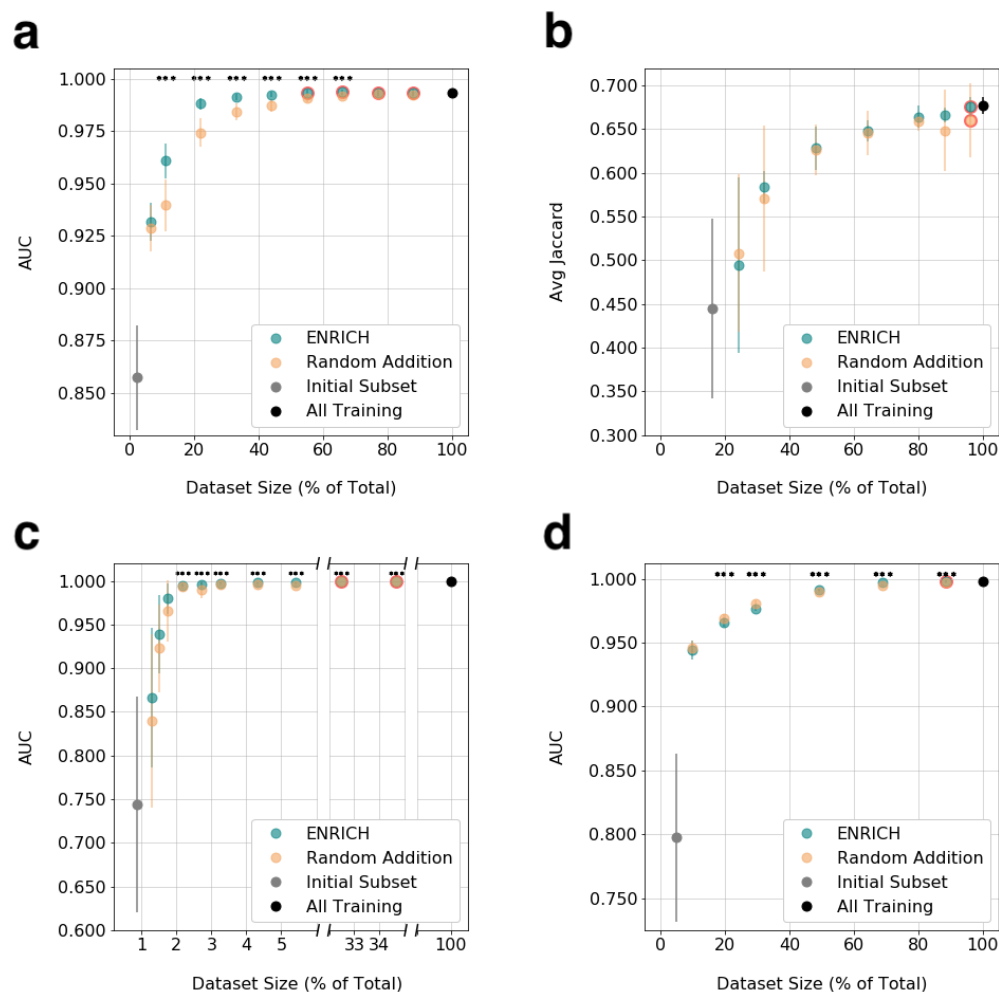 a
*** *** *** *** *** ***
1.000
0.975
0.950
0.925
0.900
0.875
0.850
AUC
ENRICH
Random Addition
Initial Subset
All Training
0 20 40 60 80 100
Dataset Size (% of Total)
b
0.700
0.650
0.600
0.550
0.500
0.450
0.400
0.350
0.300
Avg Jaccard
ENRICH
Random Addition
Initial Subset
All Training
0 20 40 60 80 100
Dataset Size (% of Total)
c
*** *** *** *** *** *** ***
1.000
0.950
0.900
0.850
0.800
0.750
0.700
0.650
0.600
AUC
ENRICH
Random Addition
Initial Subset
All Training
1 2 3 4 5 33 34 100
Dataset Size (% of Total)
d
*** *** *** *** ***
1.000
0.950
0.900
0.850
0.800
0.750
AUC
ENRICH
Random Addition
Initial Subset
All Training
0 20 40 60 80 100
Dataset Size (% of Total)